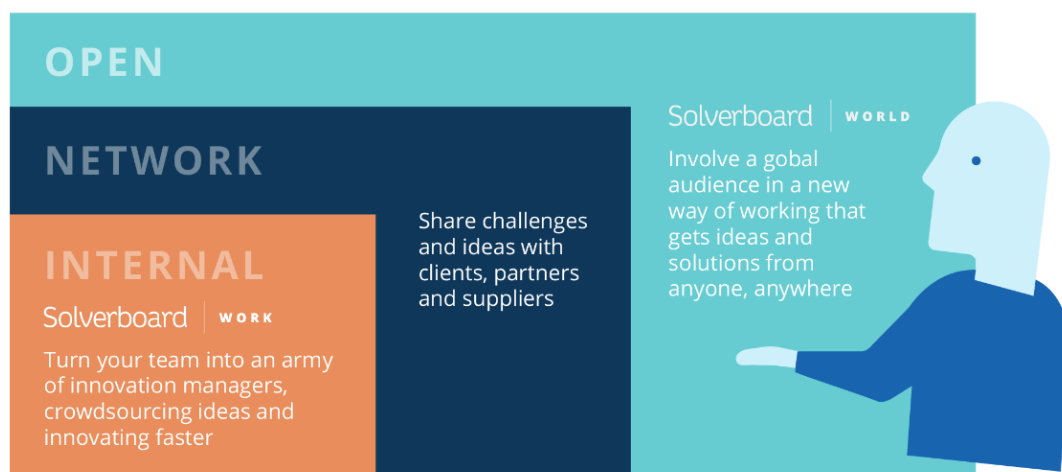 OPEN
NETWORK
INTERNAL
Solverboard | WORK
Turn your team into an army
of innovation managers,
crowdsourcing ideas and
innovating faster
Share challenges
and ideas with
clients, partners
and suppliers
Solverboard | WORLD
Involve a gobal
audience in a new
way of working that
gets ideas and
solutions from
anyone, anywhere